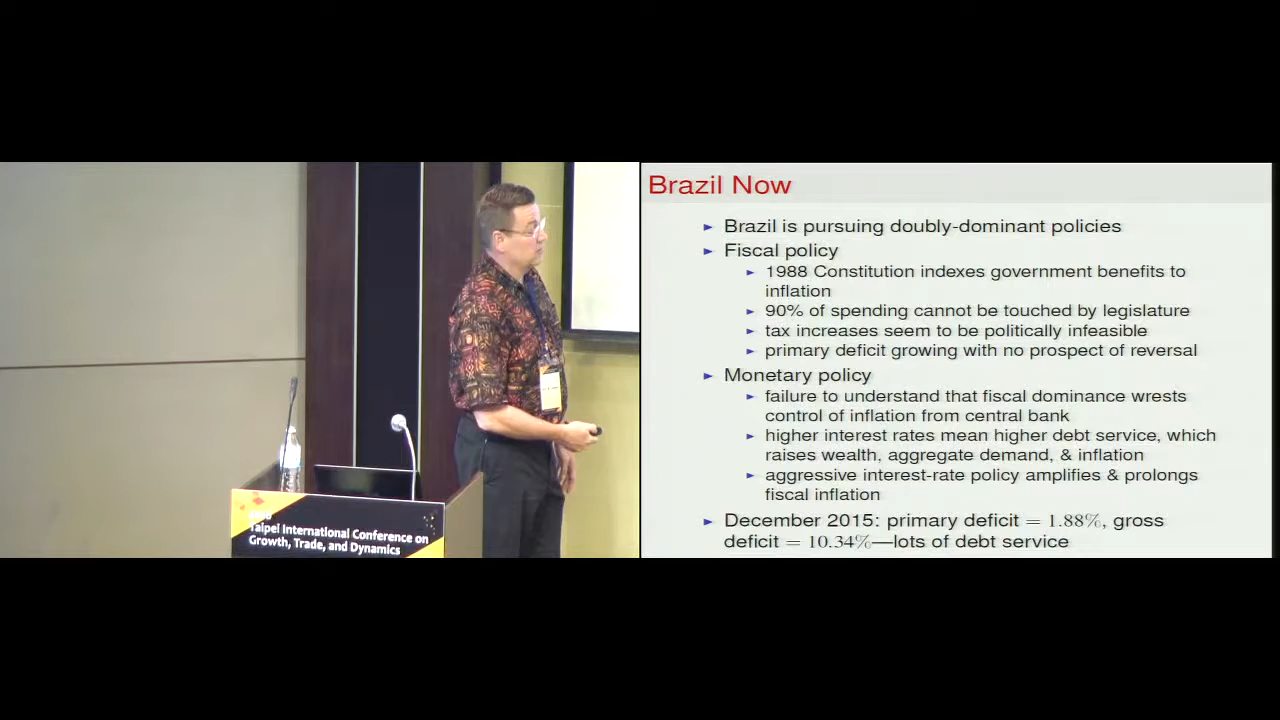 Brazil Now
► Brazil is pursuing doubly-dominant policies
► Fiscal policy
► 1988 Constitution indexes government benefits to
inflation
► 90% of spending cannot be touched by legislature
► tax increases seem to be politically infeasible
► primary deficit growing with no prospect of reversal
► Monetary policy
► failure to understand that fiscal dominance wrests
control of inflation from central bank
► higher interest rates mean higher debt service, which
raises wealth, aggregate demand, & inflation
► aggressive interest-rate policy amplifies & prolongs
fiscal inflation
► December 2015: primary deficit = 1.88%, gross
deficit = 10.34%—lots of debt service
Taipei International Conference on
Growth, Trade, and Dynamics